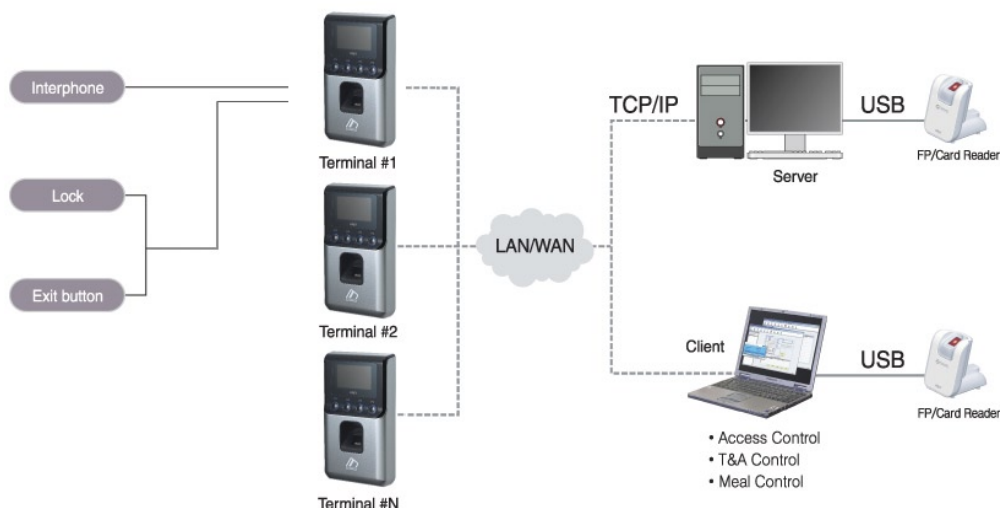 Interphone
Lock
Exit button
Terminal #1
Terminal #2
Terminal #N
LAN/WAN
TCP/IP
Server
USB
FP/Card Reader
Client
USB
FP/Card Reader
• Access Control
• T&A Control
• Meal Control